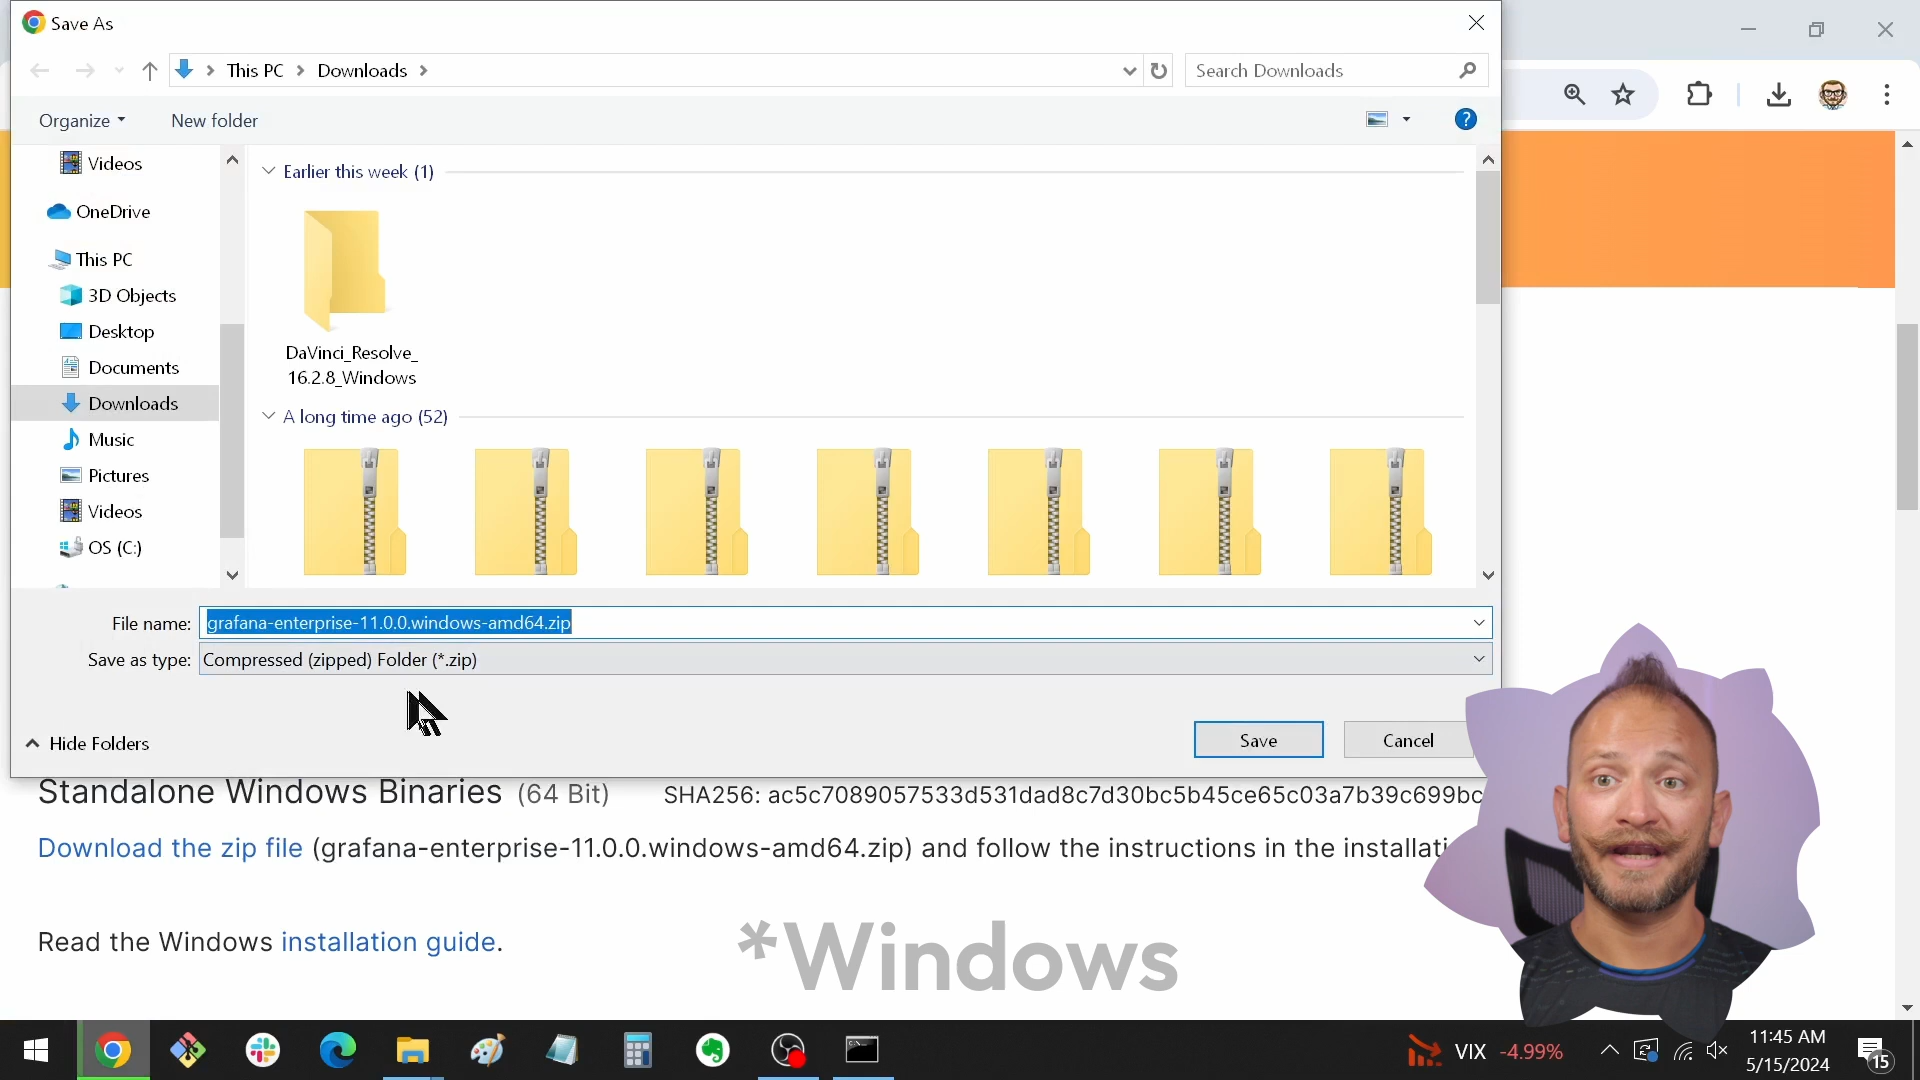 Save As
This PC
Downloads
Search Downloads
Organize
New folder
Videos
OneDrive
This PC
3D Objects
Desktop
Documents
Downloads
Music
Pictures
Videos
OS (C:)
Earlier this week (1)
DaVinci_Resolve_
16.2.8_Windows
A long time ago (52)
File name: grafana-enterprise-11.0.0.windows-amd64.zip
Save as type: Compressed (zipped) Folder (*.zip)
Hide Folders
Save
Cancel
Standalone Windows Binaries (64 Bit) SHA256: ac5c7089057533d531dad8c7d30bc5b45ce65c03a7b39c699bc
Download the zip file (grafana-enterprise-11.0.0.windows-amd64.zip) and follow the instructions in the installati
Read the Windows installation guide.
*Windows
VIX -4.99%
11:45 AM
5/15/2024
15